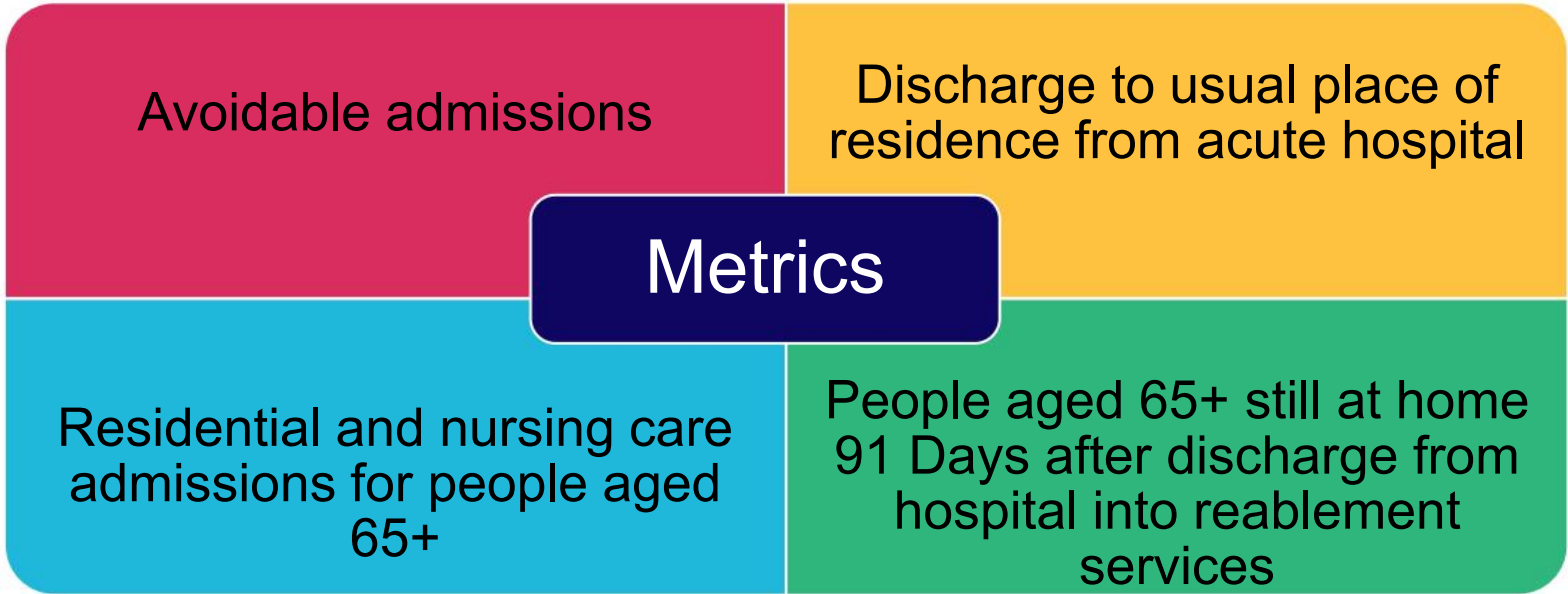 Avoidable admissions
Discharge to usual place of
residence from acute hospital
Metrics
Residential and nursing care
admissions for people aged
65+
People aged 65+ still at home
91 Days after discharge from
hospital into reablement
services